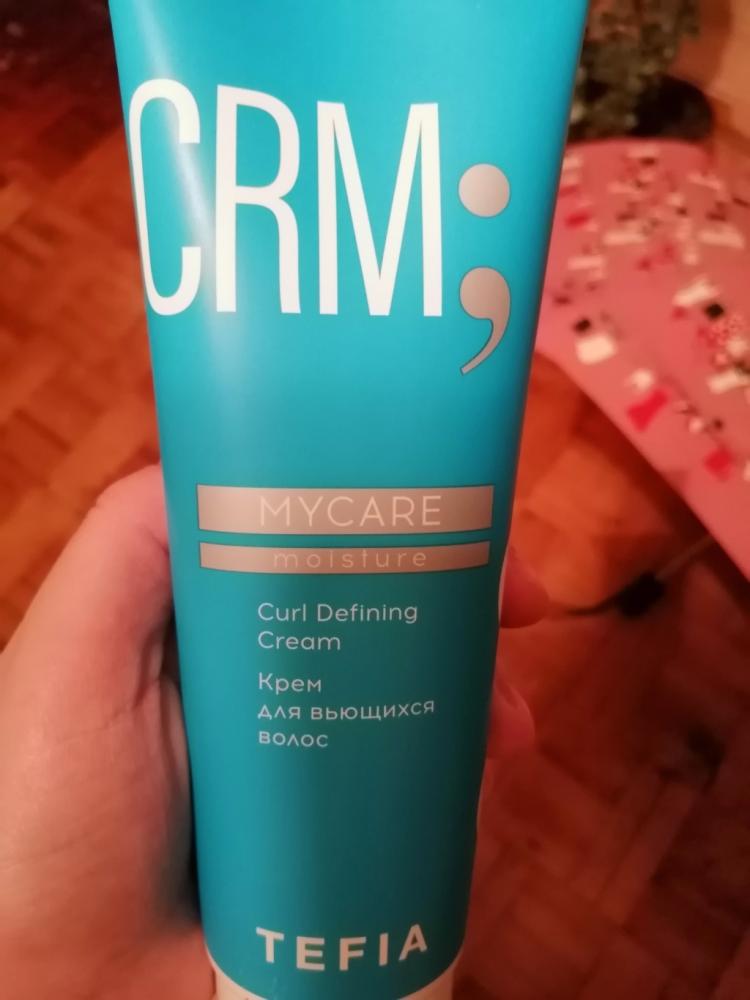 CRM;
MYCARE
moisture
Curl Defining
Cream
Крем
для вьющихся
волос
TEFIA